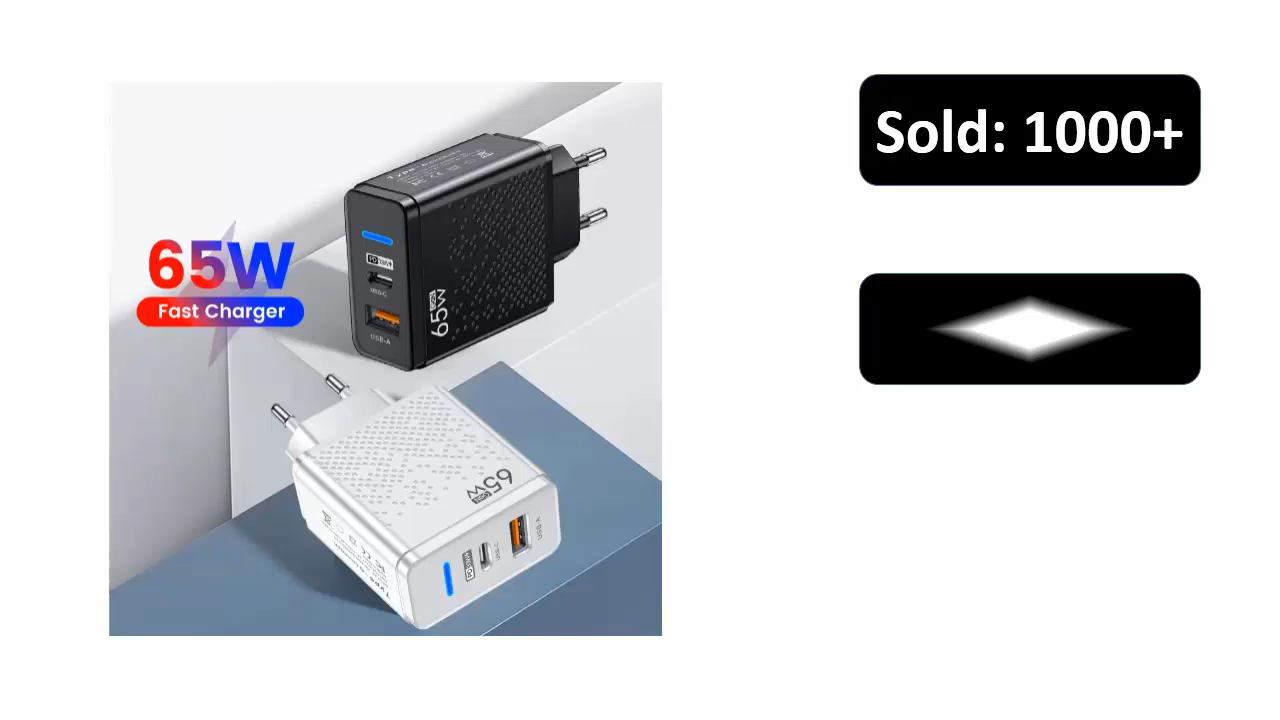 Sold: 1000+
65W
Fast Charger
USB-C
USB-A
65W
65W
USB-C
USB-A